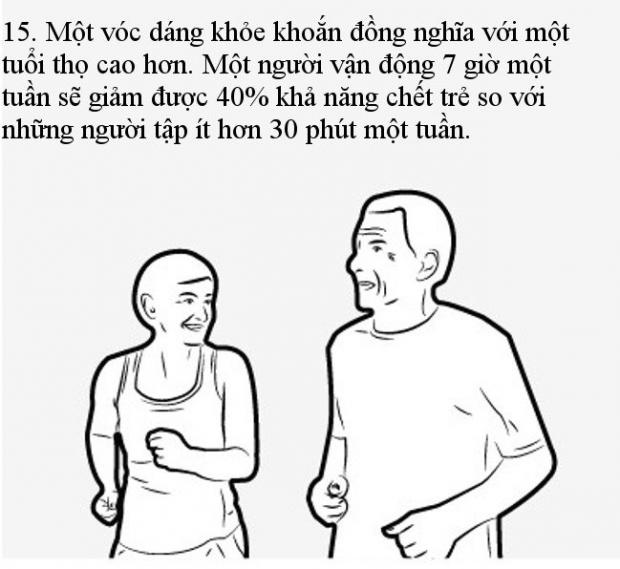 15. Một vóc dáng khỏe khoắn đồng nghĩa với một
tuổi thọ cao hơn. Một người vận động 7 giờ một
tuần sẽ giảm được 40% khả năng chết trẻ so với
những người tập ít hơn 30 phút một tuần.